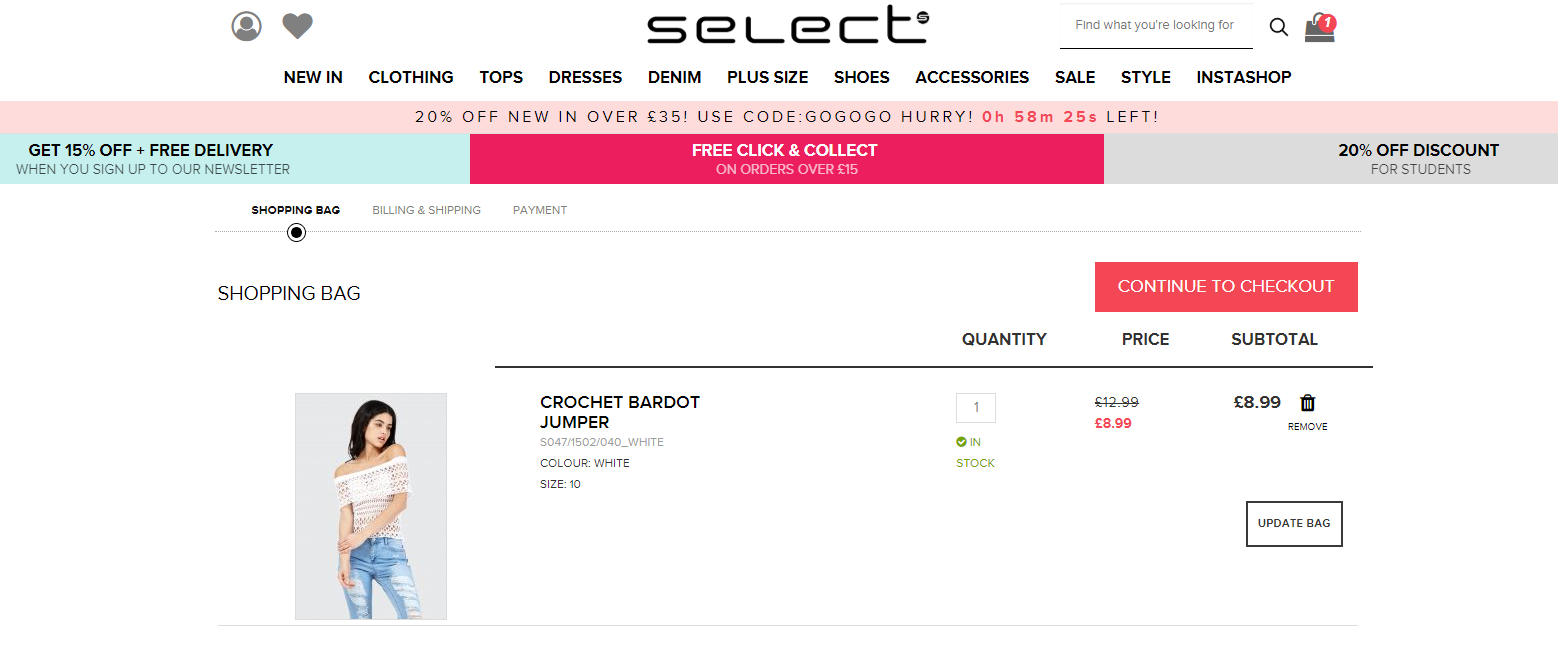 select
S
Find what you're looking for
1
NEW IN CLOTHING TOPS DRESSES DENIM PLUS SIZE SHOES ACCESSORIES SALE STYLE INSTASHOP
20% OFF NEW IN OVER £35! USE CODE:GOGOGO HURRY! 0h 58m 25s LEFT!
GET 15% OFF + FREE DELIVERY
WHEN YOU SIGN UP TO OUR NEWSLETTER
FREE CLICK & COLLECT
ON ORDERS OVER £15
20% OFF DISCOUNT
FOR STUDENTS
SHOPPING BAG BILLING & SHIPPING PAYMENT
SHOPPING BAG
CONTINUE TO CHECKOUT
QUANTITY PRICE SUBTOTAL
CROCHET BARDOT
JUMPER
S047/1502/040_WHITE
COLOUR: WHITE
SIZE: 10
1
IN
STOCK
£12.99
£8.99
£8.99
REMOVE
UPDATE BAG